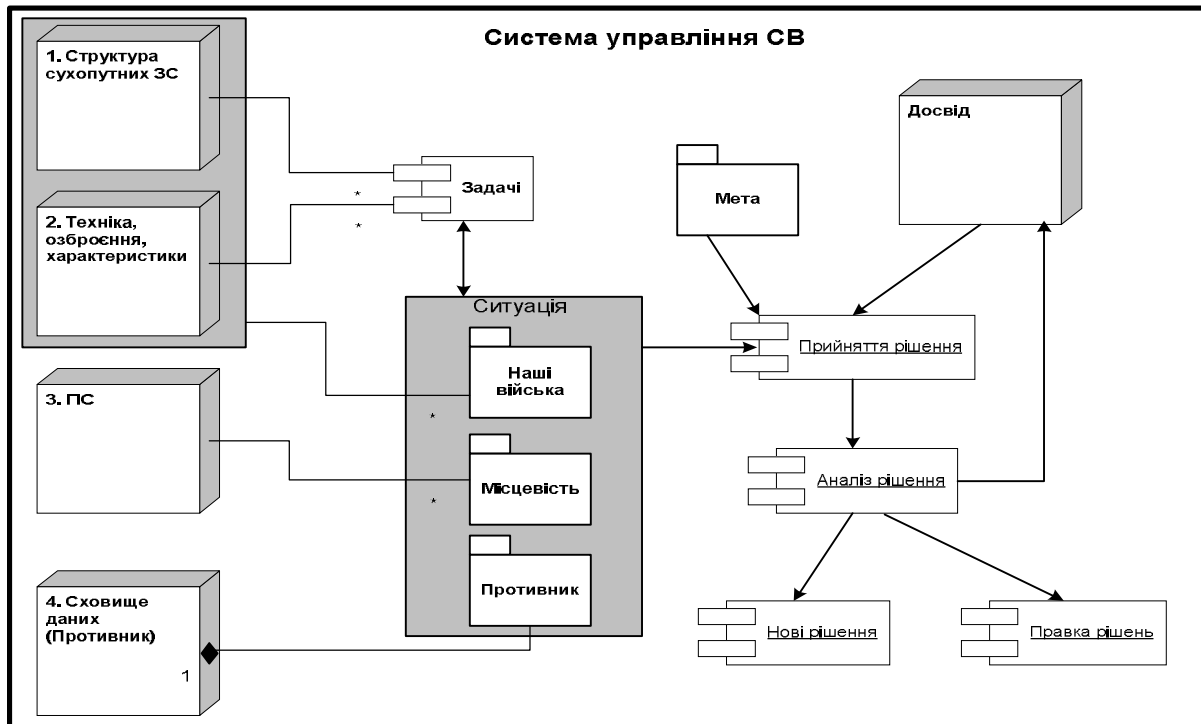 Система управління СВ
1. Структура
сухопутних ЗС
2. Техніка,
озброєння,
характеристики
3. ПС
4. Сховище
даних
(Противник)
1
*
*
Задачі
Ситуація
Наші
війська
*
Місцевість
*
Противник
Мета
Досвід
Прийняття рішення
Аналіз рішення
Нові рішення
Правка рішень